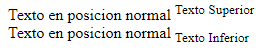 Texto en posicion normal Texto Superior
Texto en posicion normal Texto Inferior